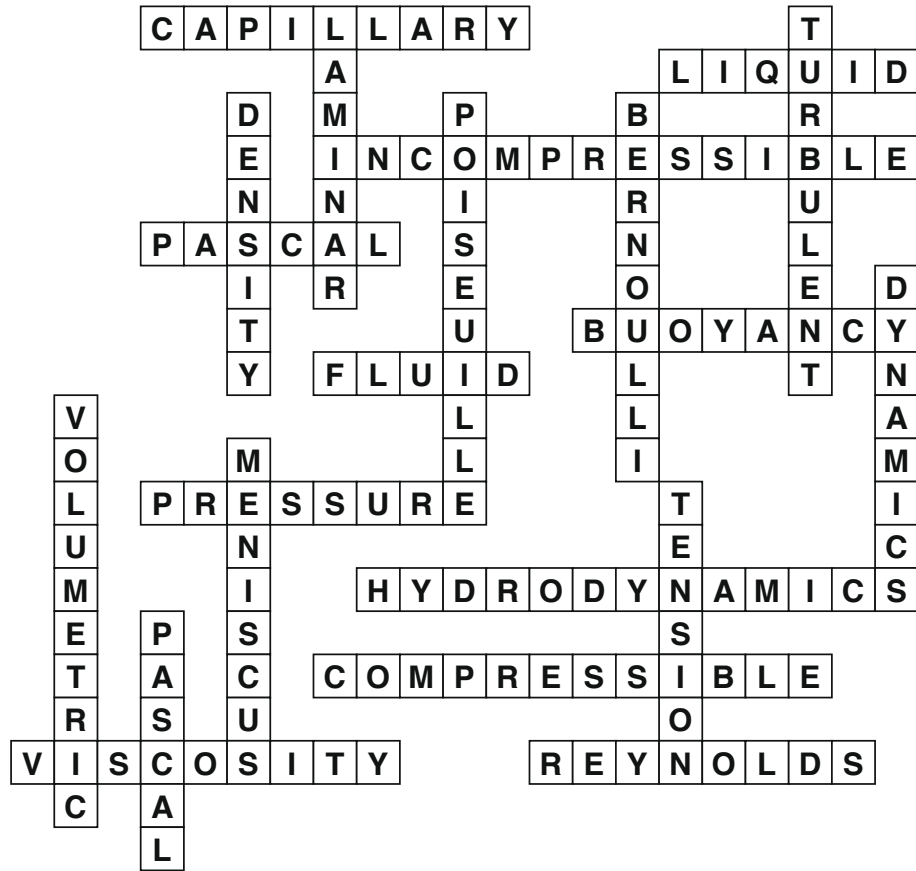 CAPILLARY
LAMINAR
TURBULENT
LIQUID
DENSITY
POISEUILLE
BERNOULLI
INCOMPRESSIBLE
PASCAL
DYNAMICS
BUOYANCY
FLUID
VOLUMETRIC
MENISCUS
PRESSURE
TENSION
HYDRODYNAMICS
PASCAL
COMPRESSIBLE
VISCOSITY
REYNOLDS